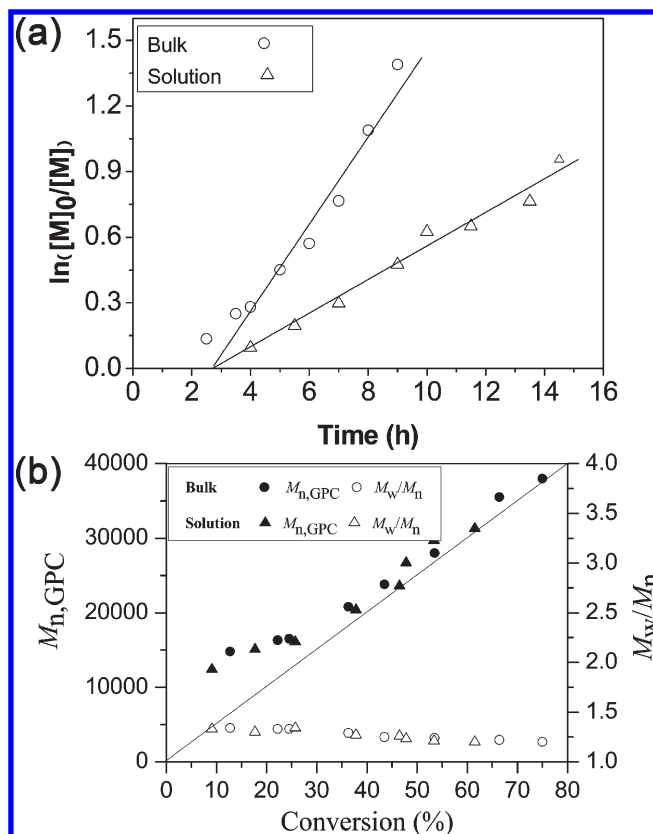 (a)
Bulk
Solution
ln([M]0/[M])
1.5
1.2
0.9
0.6
0.3
0.0
0 2 4 6 8 10 12 14 16
Time (h)
(b)
Bulk Mn,GPC Mw/Mn
Solution Mn,GPC Mw/Mn
Mn,GPC
40000
30000
20000
10000
0
4.0
3.5
3.0
2.5
2.0
1.5
1.0
Mw/Mn
0 10 20 30 40 50 60 70 80
Conversion (%)